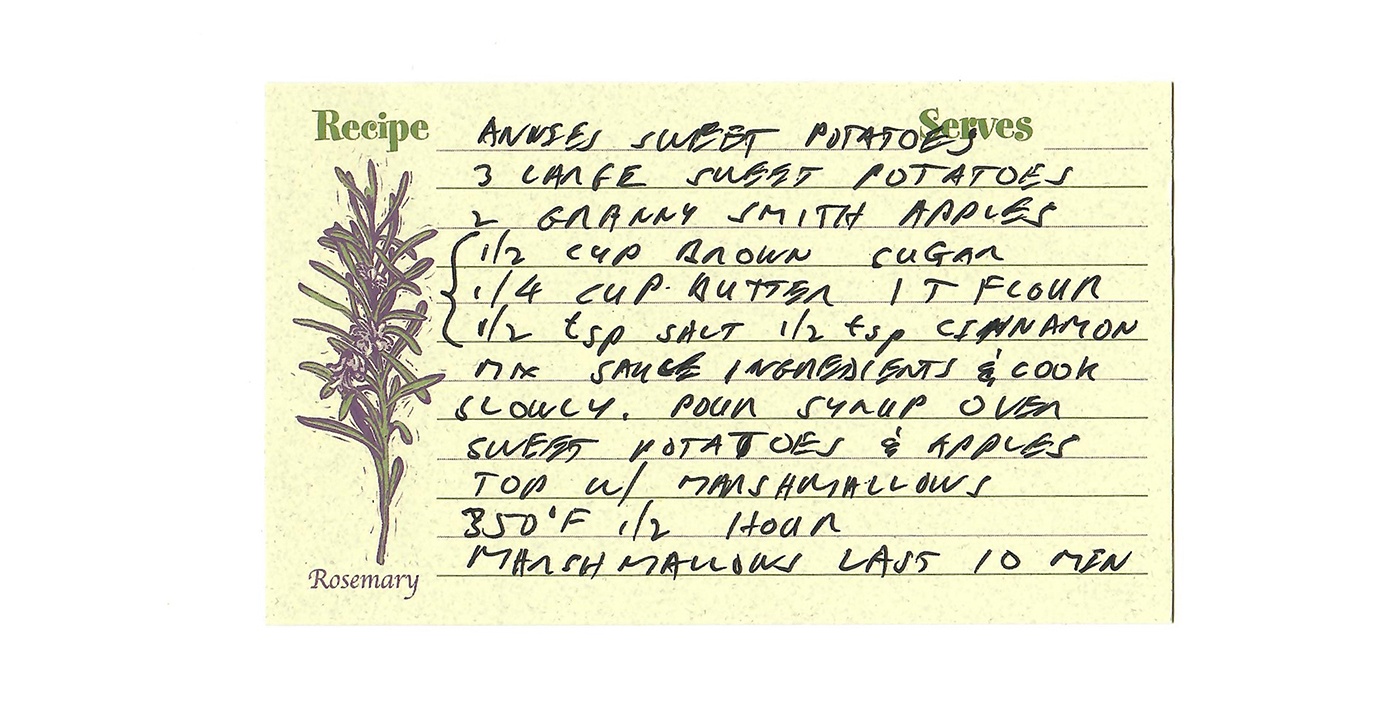 Recipe ANNIES SWEET POTATOES Serves
3 LARGE SWEET POTATOES
2 GRANNY SMITH APPLES
1/2 CUP BROWN SUGAR
1/4 CUP BUTTER 1 T FLOUR
1/2 tsp SALT 1/2 tsp CINNAMON
MIX SAUCE INGREDIENTS & COOK
SLOWLY. POUR SYRUP OVER
SWEET POTATOES & APPLES
TOP W/ MARSHMALLOWS
350°F 1/2 HOUR
MARSHMALLOWS LAST 10 MIN
Rosemary